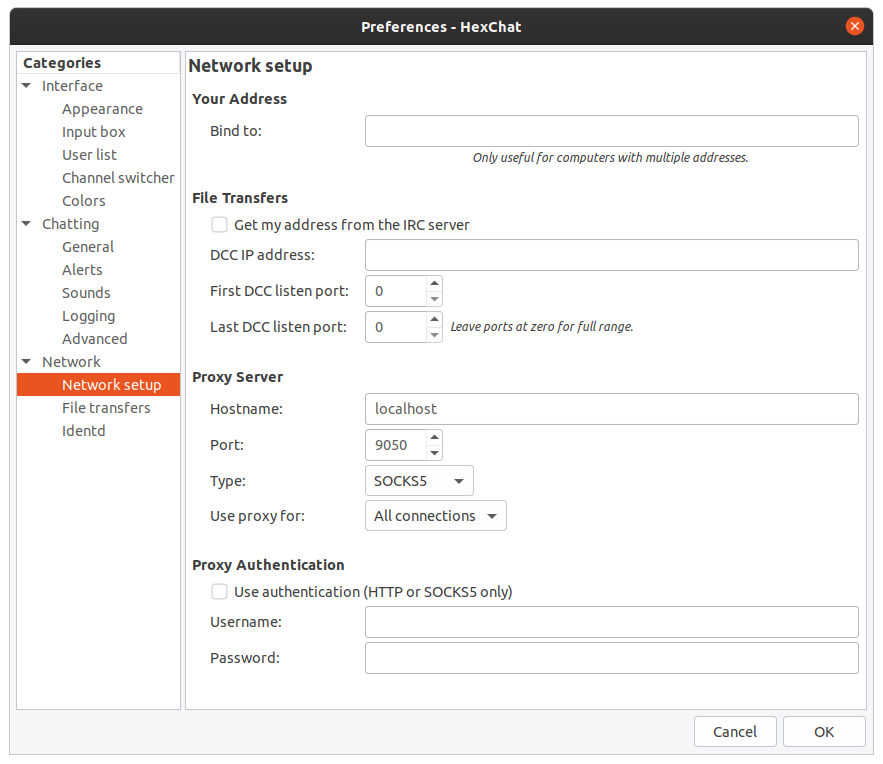 Preferences - HexChat
Categories
Interface
Appearance
Input box
User list
Channel switcher
Colors
Chatting
General
Alerts
Sounds
Logging
Advanced
Network
Network setup
File transfers
Identd
Network setup
Your Address
Bind to:
Only useful for computers with multiple addresses.
File Transfers
Get my address from the IRC server
DCC IP address:
First DCC listen port: 0
Last DCC listen port: 0 Leave ports at zero for full range.
Proxy Server
Hostname: localhost
Port: 9050
Type: SOCKS5
Use proxy for: All connections
Proxy Authentication
Use authentication (HTTP or SOCKS5 only)
Username:
Password:
Cancel OK